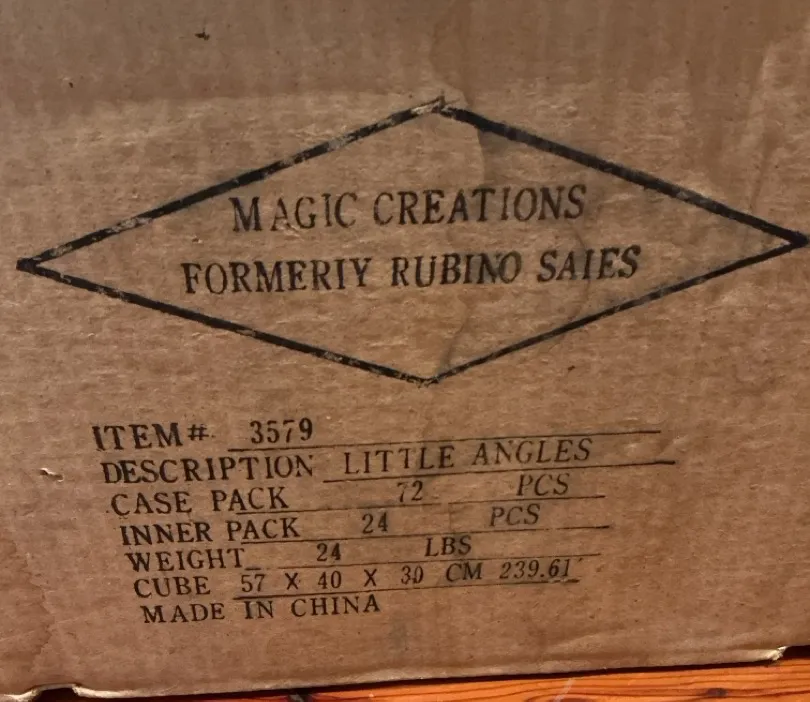 MAGIC CREATIONS
FORMERIY RUBINO SAIES
ITEM# 3579
DESCRIPTION LITTLE ANGLES
CASE PACK 72 PCS
INNER PACK 24 PCS
WEIGHT 24 LBS
CUBE 57 X 40 X 30 CM 239.61'
MADE IN CHINA